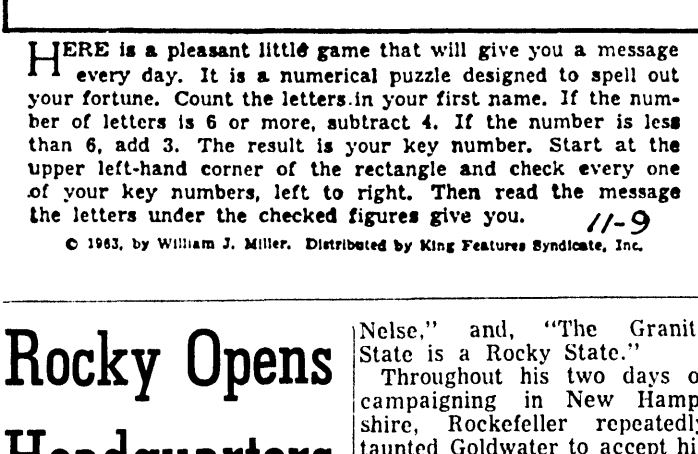 HERE is a pleasant little game that will give you a message
every day. It is a numerical puzzle designed to spell out
your fortune. Count the letters in your first name. If the num-
ber of letters is 6 or more, subtract 4. If the number is less
than 6, add 3. The result is your key number. Start at the
upper left-hand corner of the rectangle and check every one
of your key numbers, left to right. Then read the message
the letters under the checked figures give you.
11-9
© 1963, by William J. Miller. Distributed by King Features Syndicate, Inc.
Rocky Opens
Headquarters
Nelse," and, "The Granit
State is a Rocky State."
Throughout his two days o
campaigning in New Hamp
shire, Rockefeller repeatedly
taunted Goldwater to accept hi